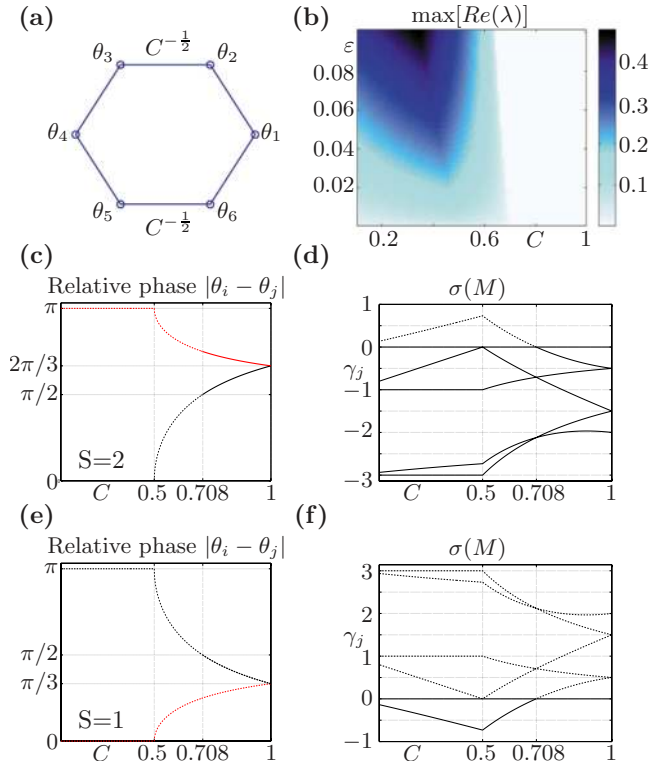 (a)
θ₃ C^{-1/2} θ₂
θ₄ θ₁
θ₅ C^{-1/2} θ₆
(b)
max[Re(λ)]
ε
0.08
0.06
0.04
0.02
0.2 0.6 C 1
0.4
0.3
0.2
0.1
(c)
Relative phase |θᵢ − θⱼ|
π
2π/3
π/2
0
S=2
C 0.5 0.708 1
(d)
σ(M)
1
0
γⱼ
−1
−2
−3
C 0.5 0.708 1
(e)
Relative phase |θᵢ − θⱼ|
π
π/2
π/3
0
S=1
C 0.5 0.708 1
(f)
σ(M)
3
2
γⱼ
1
0
−1
C 0.5 0.708 1